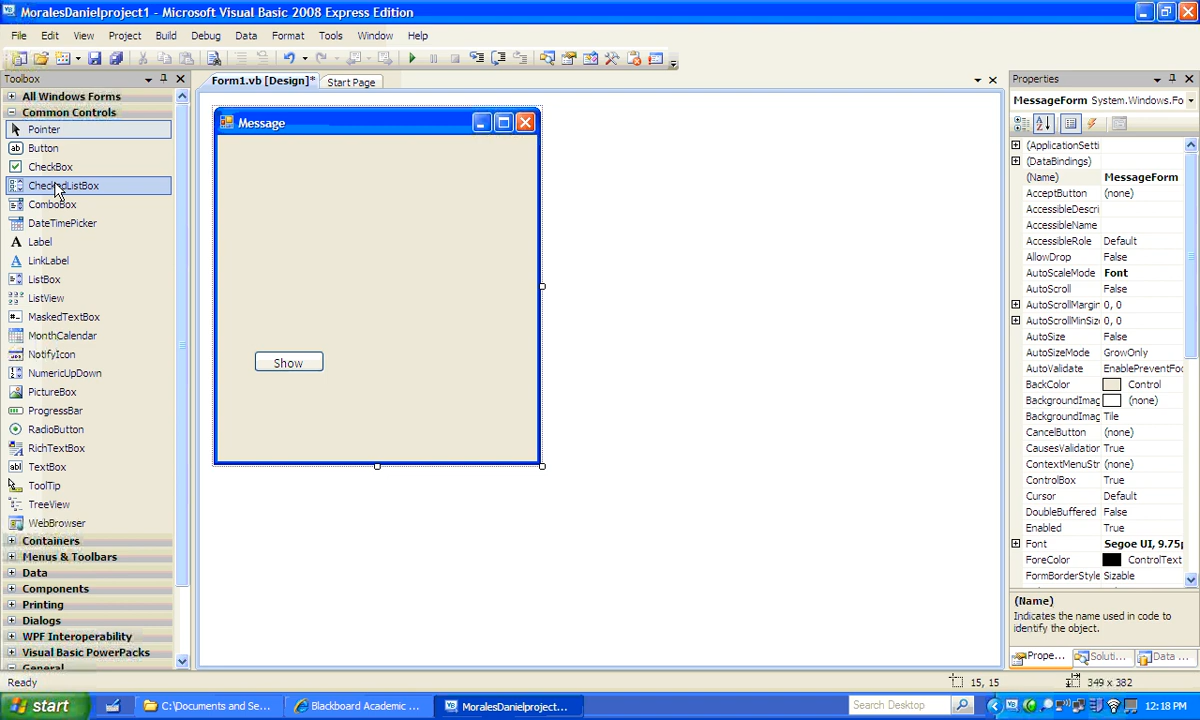 MoralesDanielproject1 - Microsoft Visual Basic 2008 Express Edition
File Edit View Project Build Debug Data Format Tools Window Help
Toolbox
All Windows Forms
Common Controls
Pointer
Button
CheckBox
CheckedListBox
ComboBox
DateTimePicker
Label
LinkLabel
ListBox
ListView
MaskedTextBox
MonthCalendar
NotifyIcon
NumericUpDown
PictureBox
ProgressBar
RadioButton
RichTextBox
TextBox
ToolTip
TreeView
WebBrowser
Containers
Menus & Toolbars
Data
Components
Printing
Dialogs
WPF Interoperability
Visual Basic PowerPacks
General
Form1.vb [Design]* Start Page
Message
Show
Properties
MessageForm System.Windows.Fo
(ApplicationSetti
(DataBindings)
(Name) MessageForm
AcceptButton (none)
AccessibleDescri
AccessibleName
AccessibleRole Default
AllowDrop False
AutoScaleMode Font
AutoScroll False
AutoScrollMargin 0, 0
AutoScrollMinSize 0, 0
AutoSize False
AutoSizeMode GrowOnly
AutoValidate EnablePreventFoc
BackColor Control
BackgroundImag (none)
BackgroundImag Tile
CancelButton (none)
CausesValidation True
ContextMenuStr (none)
ControlBox True
Cursor Default
DoubleBuffered False
Enabled True
Font Segoe UI, 9.75p
ForeColor ControlText
FormBorderStyle Sizable
(Name)
Indicates the name used in code to
identify the object.
Prope... Soluti... Data ...
Ready 15, 15 349 x 382
start C:\Documents and Se... Blackboard Academic ... MoralesDanielproject... Search Desktop 12:18 PM